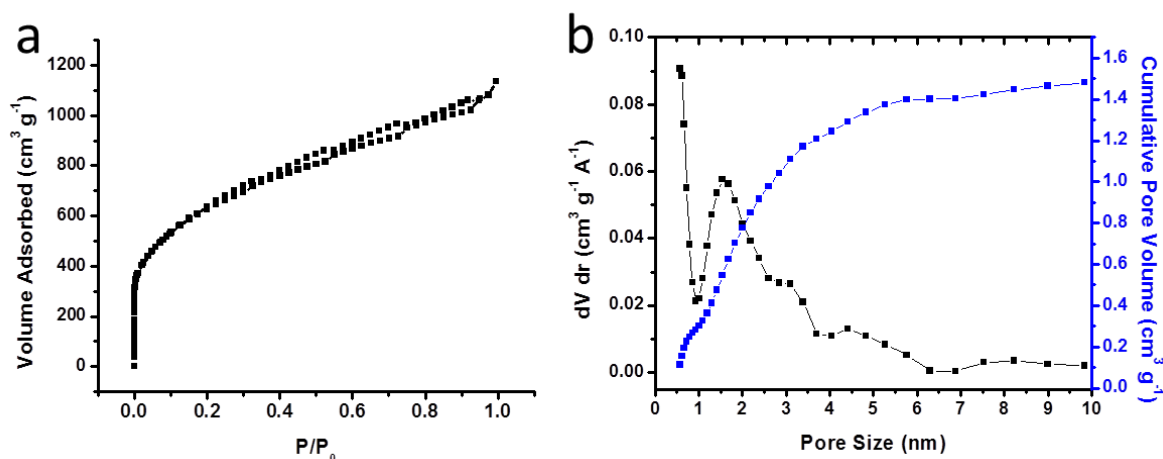 a
Volume Adsorbed (cm³ g⁻¹)
1200
1000
800
600
400
200
0
0.0 0.2 0.4 0.6 0.8 1.0
P/P₀
b
dV dr (cm³ g⁻¹ A⁻¹)
0.10
0.08
0.06
0.04
0.02
0.00
0 1 2 3 4 5 6 7 8 9 10
Pore Size (nm)
1.6
1.4
1.2
1.0
0.8
0.6
0.4
0.2
0.0
Cumulative Pore Volume (cm³ g⁻¹)